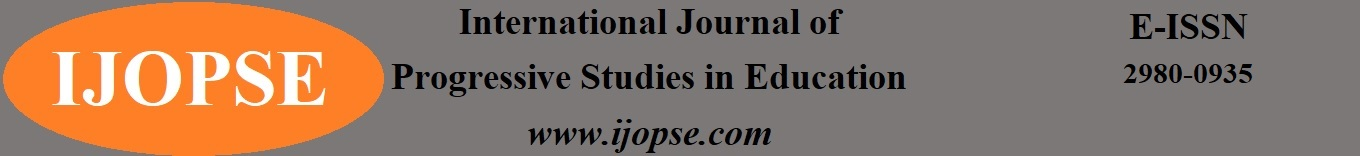 IJOPSE
International Journal of
Progressive Studies in Education
www.ijopse.com
E-ISSN
2980-0935